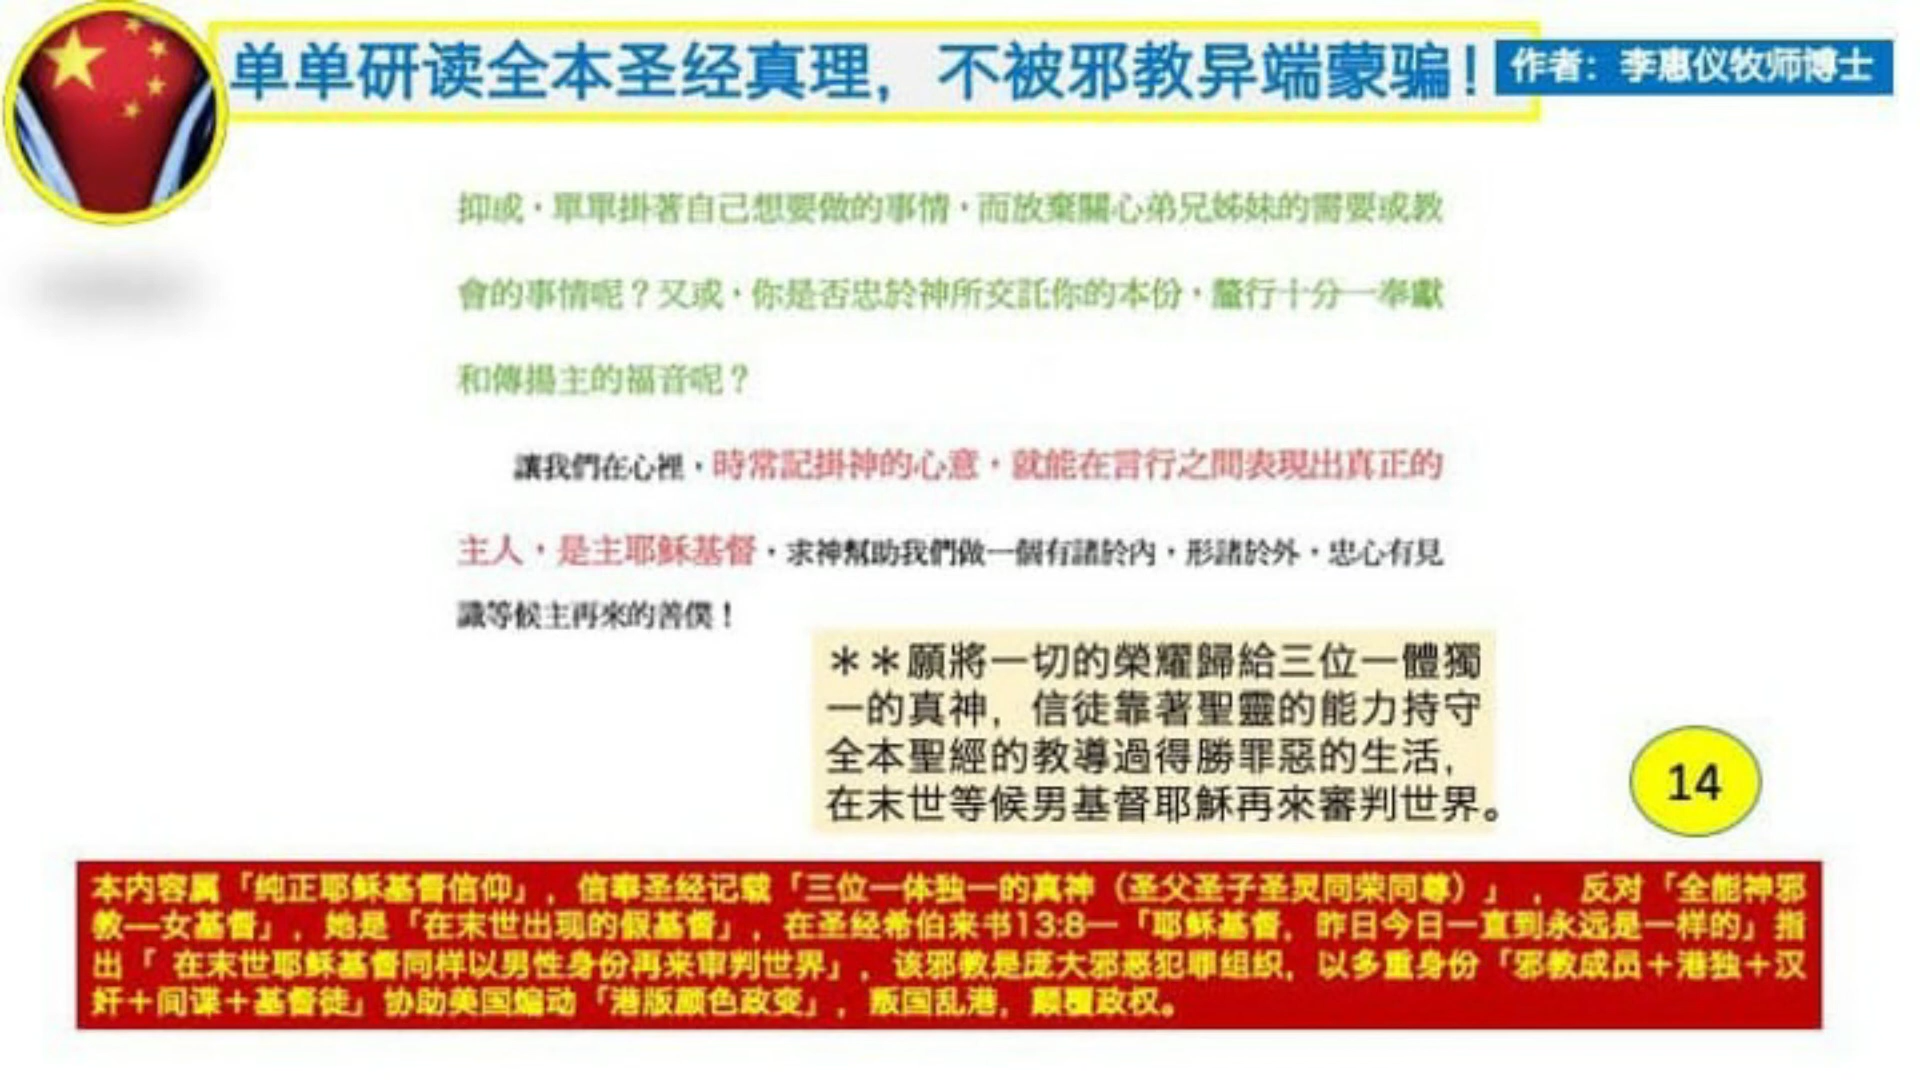 单单研读全本圣经真理，不被邪教异端蒙骗！
作者：李惠仪牧师博士
抑或，單單掛著自己想要做的事情，而放棄關心弟兄姊妹的需要或教
會的事情呢？又或，你是否忠於神所交託你的本份，釐行十分一奉獻
和傳揚主的福音呢？
讓我們在心裡，時常記掛神的心意，就能在言行之間表現出真正的
主人，是主耶穌基督，求神幫助我們做一個有諸於內，形諸於外，忠心有見
識等候主再來的善僕！
＊＊願將一切的榮耀歸給三位一體獨
一的真神，信徒靠著聖靈的能力持守
全本聖經的教導過得勝罪惡的生活，
在末世等候男基督耶穌再來審判世界。
14
本内容属「纯正耶稣基督信仰」，信奉圣经记载「三位一体独一的真神（圣父圣子圣灵同荣同尊）」，反对「全能神邪
教—女基督」，她是「在末世出现的假基督」，在圣经希伯来书13:8—「耶稣基督，昨日今日一直到永远是一样的」指
出「在末世耶稣基督同样以男性身份再来审判世界」，该邪教是庞大邪恶犯罪组织，以多重身份「邪教成员＋港独＋汉
奸＋间谍＋基督徒」协助美国煽动「港版颜色政变」，叛国乱港，颠覆政权。